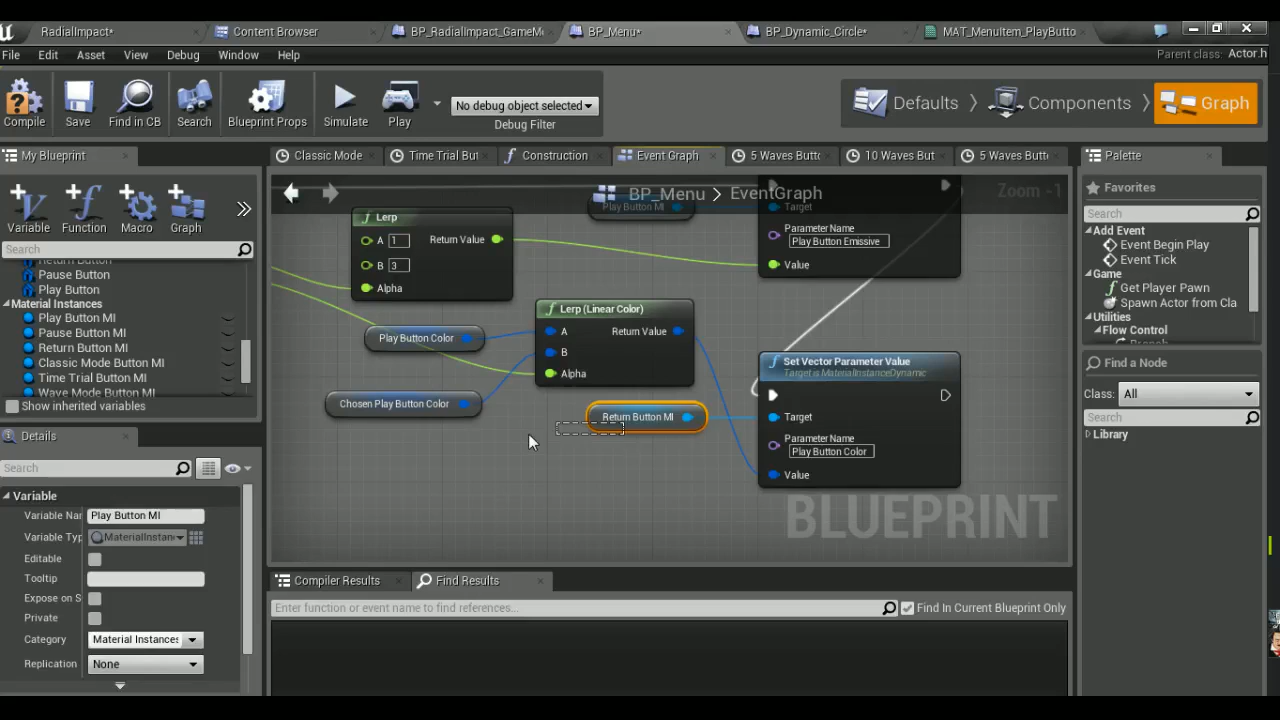 RadialImpact*
Content Browser
BP_RadialImpact_GameM
BP_Menu*
BP_Dynamic_Circle*
MAT_MenuItem_PlayButto
File Edit Asset View Debug Window Help
Parent class: Actor.h
Compile
Save
Find in CB
Search
Blueprint Props
Simulate
Play
No debug object selected
Debug Filter
Defaults
Components
Graph
My Blueprint
Classic Mode
Time Trial But
Construction
Event Graph
5 Waves Butt
10 Waves But
5 Waves Butt
Palette
+Variable
+Function
+Macro
+Graph
Search
Return Button
Pause Button
Play Button
Material Instances
Play Button MI
Pause Button MI
Return Button MI
Classic Mode Button MI
Time Trial Button MI
Wave Mode Button MI
Show inherited variables
BP_Menu > EventGraph
Zoom -1
Lerp
A 1
B 3
Alpha
Return Value
Play Button MI
Target
Parameter Name
Play Button Emissive
Value
Lerp (Linear Color)
A
B
Alpha
Return Value
Play Button Color
Chosen Play Button Color
Return Button MI
Set Vector Parameter Value
Target is MaterialInstanceDynamic
Target
Parameter Name
Play Button Color
Value
BLUEPRINT
Favorites
Search
Add Event
Event Begin Play
Event Tick
Game
Get Player Pawn
Spawn Actor from Cla
Utilities
Flow Control
Branch
Find a Node
Class: All
Search
Library
Details
Search
Variable
Variable Na Play Button MI
Variable Typ MaterialInstan
Editable
Tooltip
Expose on S
Private
Category Material Instances
Replication None
Compiler Results
Find Results
Enter function or event name to find references...
Find In Current Blueprint Only